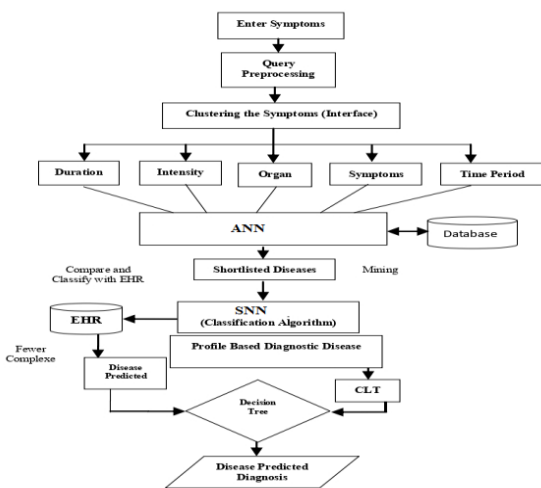 Enter Symptoms
Query
Preprocessing
Clustering the Symptoms (Interface)
Duration
Intensity
Organ
Symptoms
Time Period
ANN
Database
Compare and
Classify with EHR
Shortlisted Diseases
Mining
SNN
(Classification Algorithm)
EHR
Profile Based Diagnostic Disease
Fewer
Complexe
Disease
Predicted
CLT
Decision
Tree
Disease Predicted
Diagnosis